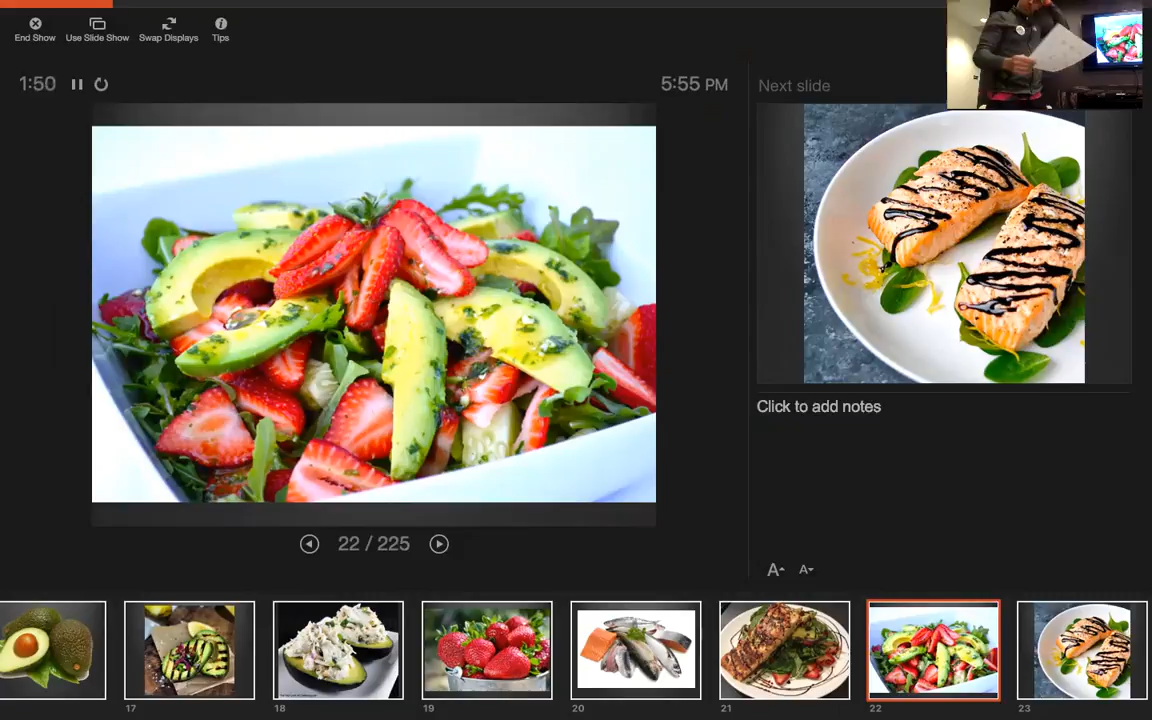 End Show Use Slide Show Swap Displays Tips
1:50
5:55 PM
Next slide
Click to add notes
22 / 225
A A
17 18 19 20 21 22 23